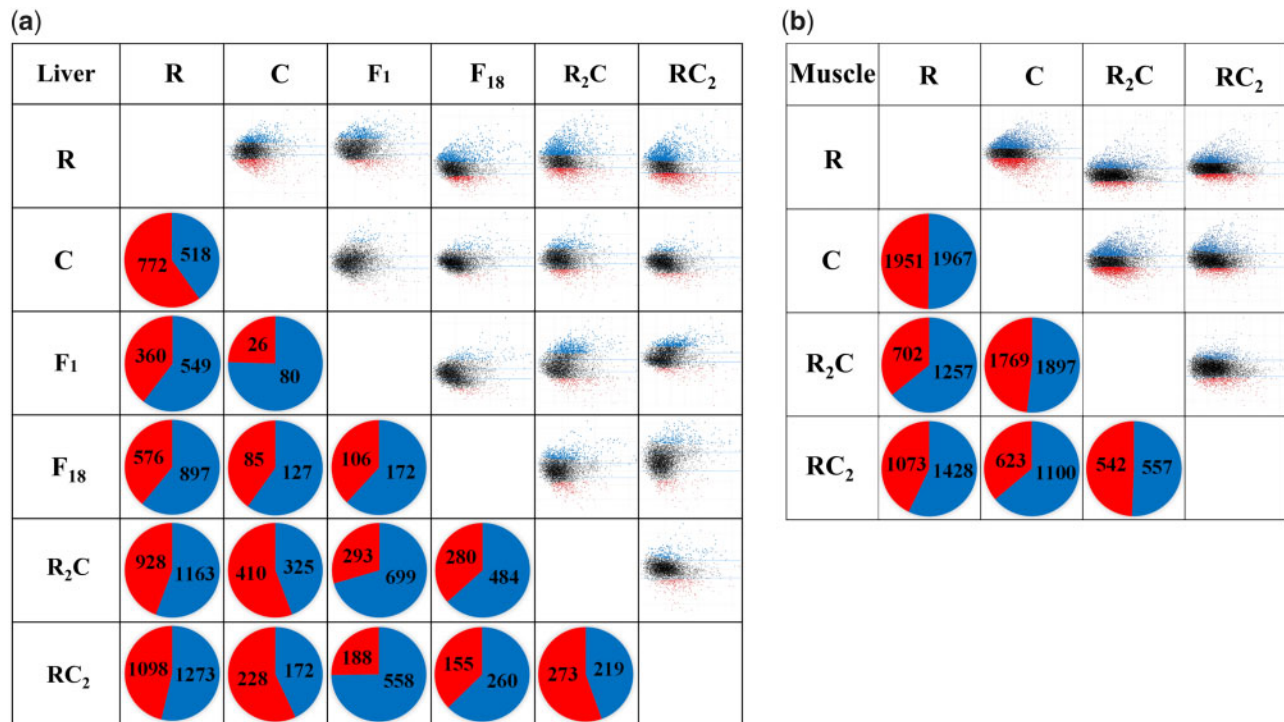 (a)
Liver R C F₁ F₁₈ R₂C RC₂
R
C 772 518
F₁ 360 549 26 80
F₁₈ 576 897 85 127 106 172
R₂C 928 1163 410 325 293 699 280 484
RC₂ 1098 1273 228 172 188 558 155 260 273 219
(b)
Muscle R C R₂C RC₂
R
C 1951 1967
R₂C 702 1257 1769 1897
RC₂ 1073 1428 623 1100 542 557